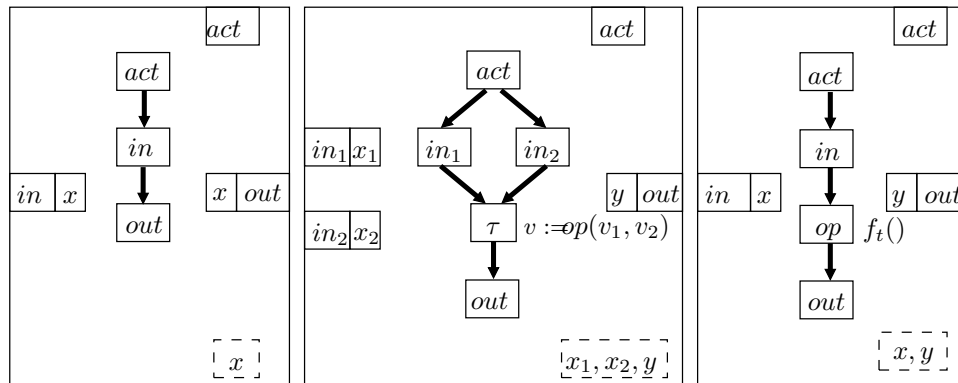 act
act
in
in x
x out
out
x
act
act
in₁ x₁
in₁
in₂
y out
in₂ x₂
τ
v := op(v₁, v₂)
out
x₁, x₂, y
act
act
in
in x
y out
op
fₜ()
out
x, y